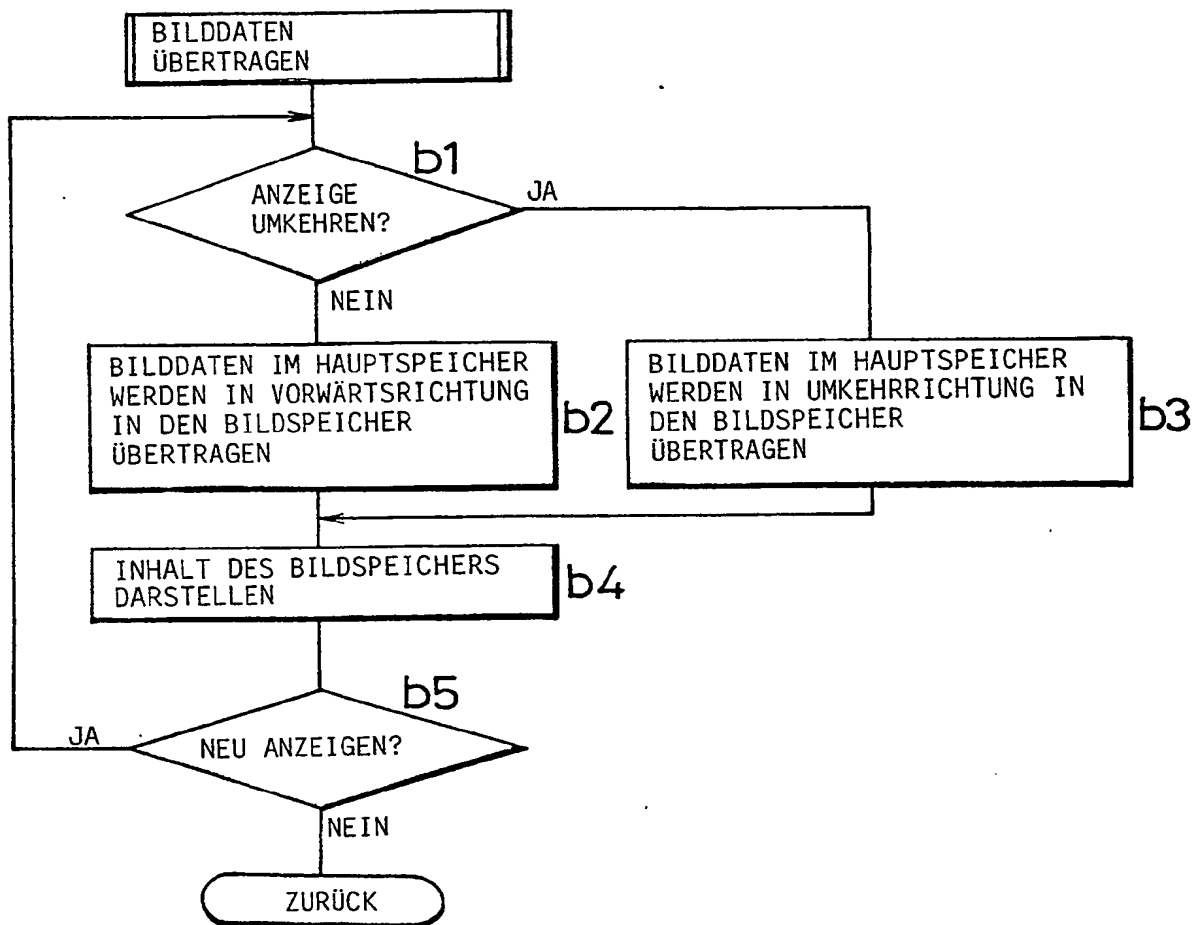 BILDDATEN
ÜBERTRAGEN
b1
ANZEIGE
UMKEHREN?
JA
NEIN
BILDDATEN IM HAUPTSPEICHER
WERDEN IN VORWÄRTSRICHTUNG
IN DEN BILDSPEICHER
ÜBERTRAGEN
b2
BILDDATEN IM HAUPTSPEICHER
WERDEN IN UMKEHRRICHTUNG IN
DEN BILDSPEICHER
ÜBERTRAGEN
b3
INHALT DES BILDSPEICHERS
DARSTELLEN
b4
b5
JA
NEU ANZEIGEN?
NEIN
ZURÜCK